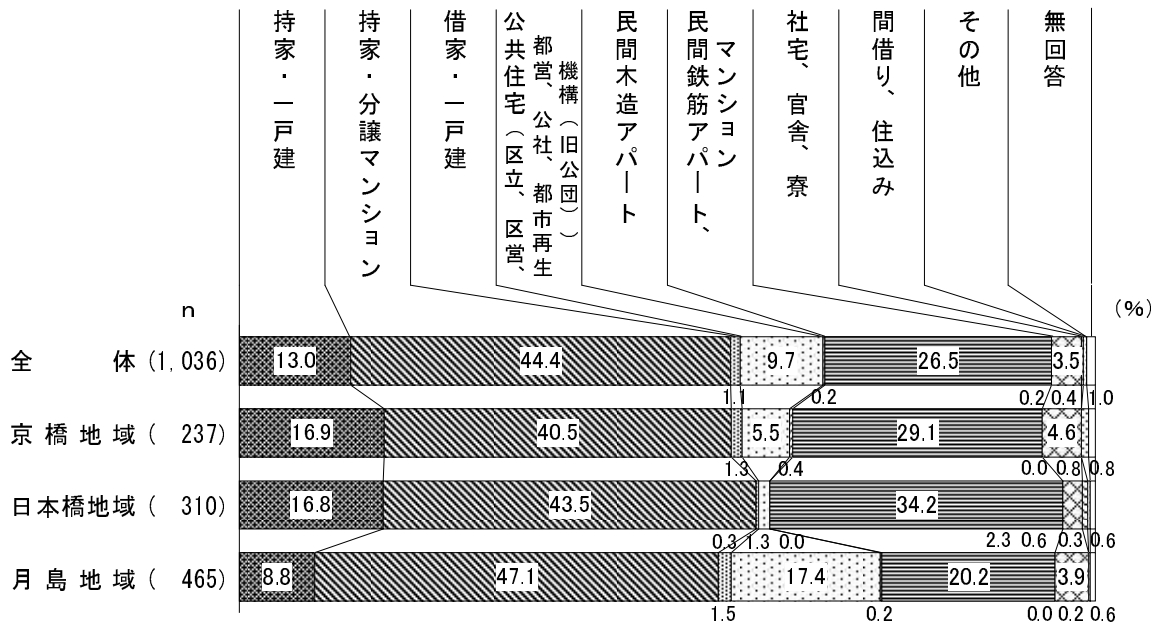 持家・一戸建
持家・分譲マンション
借家・一戸建
公共住宅（区立、区営、
都営、公社、都市再生
機構（旧公団））
民間木造アパート
民間鉄筋アパート、
マンション
社宅、官舎、寮
間借り、住込み
その他
無回答
n
(%)
全体 (1,036) 13.0 44.4 9.7 26.5 3.5
1.1 0.2 0.2 0.4 1.0
京橋地域 ( 237) 16.9 40.5 5.5 29.1 4.6
1.3 0.4 0.0 0.8 0.8
日本橋地域 ( 310) 16.8 43.5 34.2
0.3 1.3 0.0 2.3 0.6 0.3 0.6
月島地域 ( 465) 8.8 47.1 17.4 20.2 3.9
1.5 0.2 0.0 0.2 0.6